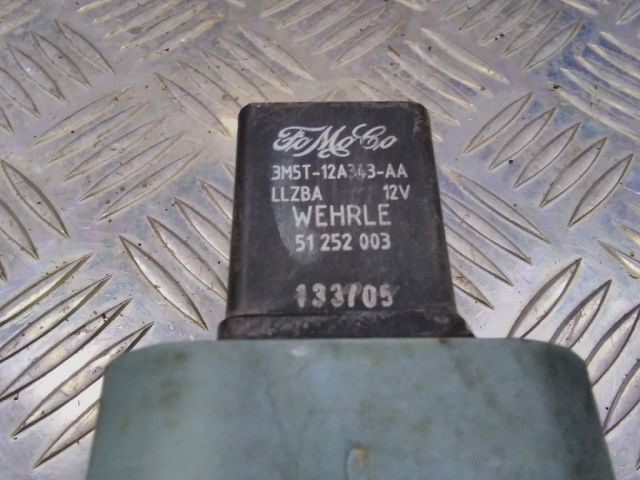 FoMoCo
3M5T-12A343-AA
LLZBA 12V
WEHRLE
51 252 003
133/05